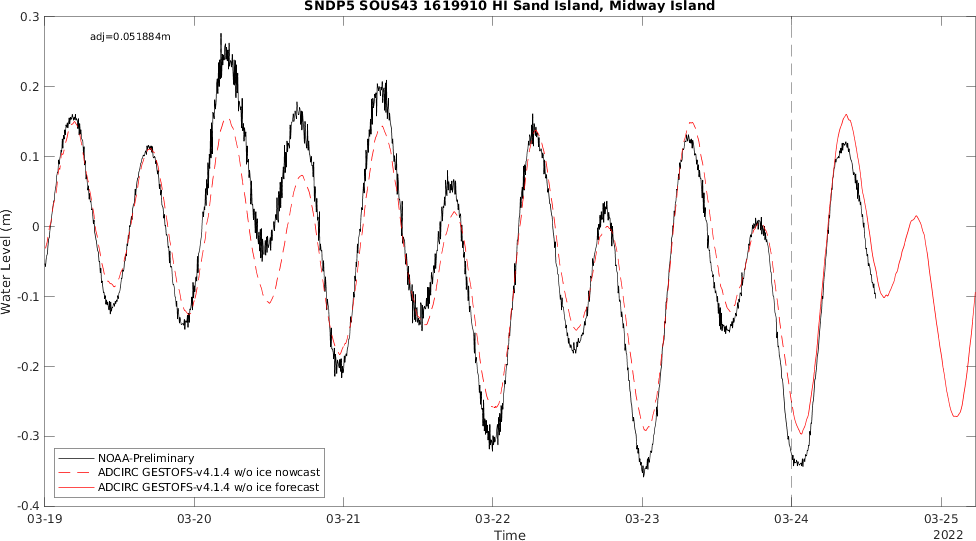 SNDP5 SOUS43 1619910 HI Sand Island, Midway Island
adj=0.051884m
0.3
0.2
0.1
0
-0.1
-0.2
-0.3
-0.4
Water Level (m)
NOAA-Preliminary
ADCIRC GESTOFS-v4.1.4 w/o ice nowcast
ADCIRC GESTOFS-v4.1.4 w/o ice forecast
03-19 03-20 03-21 03-22 03-23 03-24 03-25
Time
2022